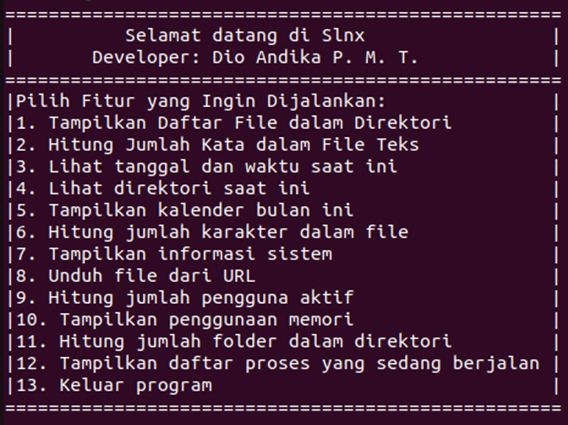 ===================================================
| Selamat datang di Slnx |
| Developer: Dio Andika P. M. T. |
===================================================
|Pilih Fitur yang Ingin Dijalankan: |
|1. Tampilkan Daftar File dalam Direktori |
|2. Hitung Jumlah Kata dalam File Teks |
|3. Lihat tanggal dan waktu saat ini |
|4. Lihat direktori saat ini |
|5. Tampilkan kalender bulan ini |
|6. Hitung jumlah karakter dalam file |
|7. Tampilkan informasi sistem |
|8. Unduh file dari URL |
|9. Hitung jumlah pengguna aktif |
|10. Tampilkan penggunaan memori |
|11. Hitung jumlah folder dalam direktori |
|12. Tampilkan daftar proses yang sedang berjalan |
|13. Keluar program |
===================================================